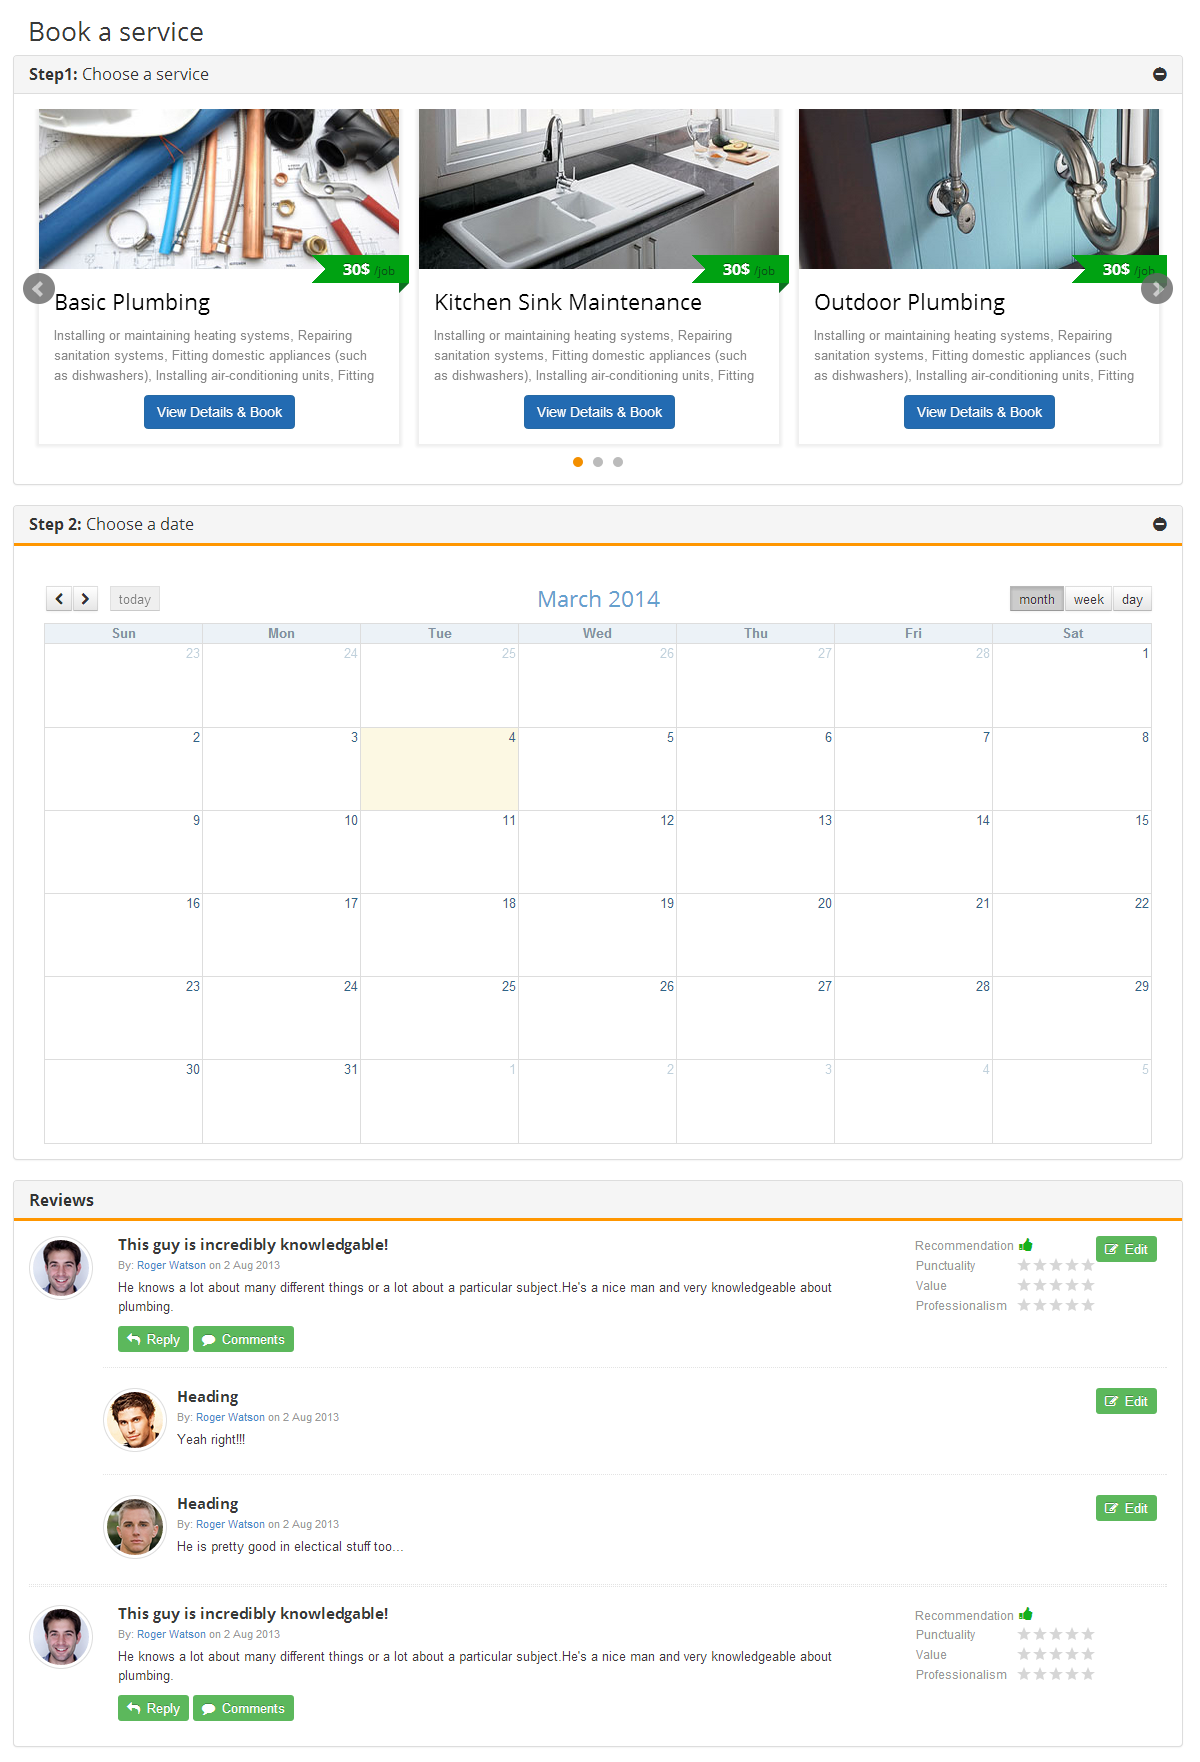 Book a service
Step1: Choose a service
30$ /job
30$ /job
30$ /job
Basic Plumbing
Kitchen Sink Maintenance
Outdoor Plumbing
Installing or maintaining heating systems, Repairing
sanitation systems, Fitting domestic appliances (such
as dishwashers), Installing air-conditioning units, Fitting
Installing or maintaining heating systems, Repairing
sanitation systems, Fitting domestic appliances (such
as dishwashers), Installing air-conditioning units, Fitting
Installing or maintaining heating systems, Repairing
sanitation systems, Fitting domestic appliances (such
as dishwashers), Installing air-conditioning units, Fitting
View Details & Book
View Details & Book
View Details & Book
Step 2: Choose a date
today
March 2014
month week day
Sun Mon Tue Wed Thu Fri Sat
23 24 25 26 27 28 1
2 3 4 5 6 7 8
9 10 11 12 13 14 15
16 17 18 19 20 21 22
23 24 25 26 27 28 29
30 31 1 2 3 4 5
Reviews
This guy is incredibly knowledgable!
By: Roger Watson on 2 Aug 2013
He knows a lot about many different things or a lot about a particular subject.He's a nice man and very knowledgeable about
plumbing.
Reply Comments
Recommendation
Punctuality
Value
Professionalism
Edit
Heading
By: Roger Watson on 2 Aug 2013
Yeah right!!!
Edit
Heading
By: Roger Watson on 2 Aug 2013
He is pretty good in electical stuff too...
Edit
This guy is incredibly knowledgable!
By: Roger Watson on 2 Aug 2013
He knows a lot about many different things or a lot about a particular subject.He's a nice man and very knowledgeable about
plumbing.
Reply Comments
Recommendation
Punctuality
Value
Professionalism